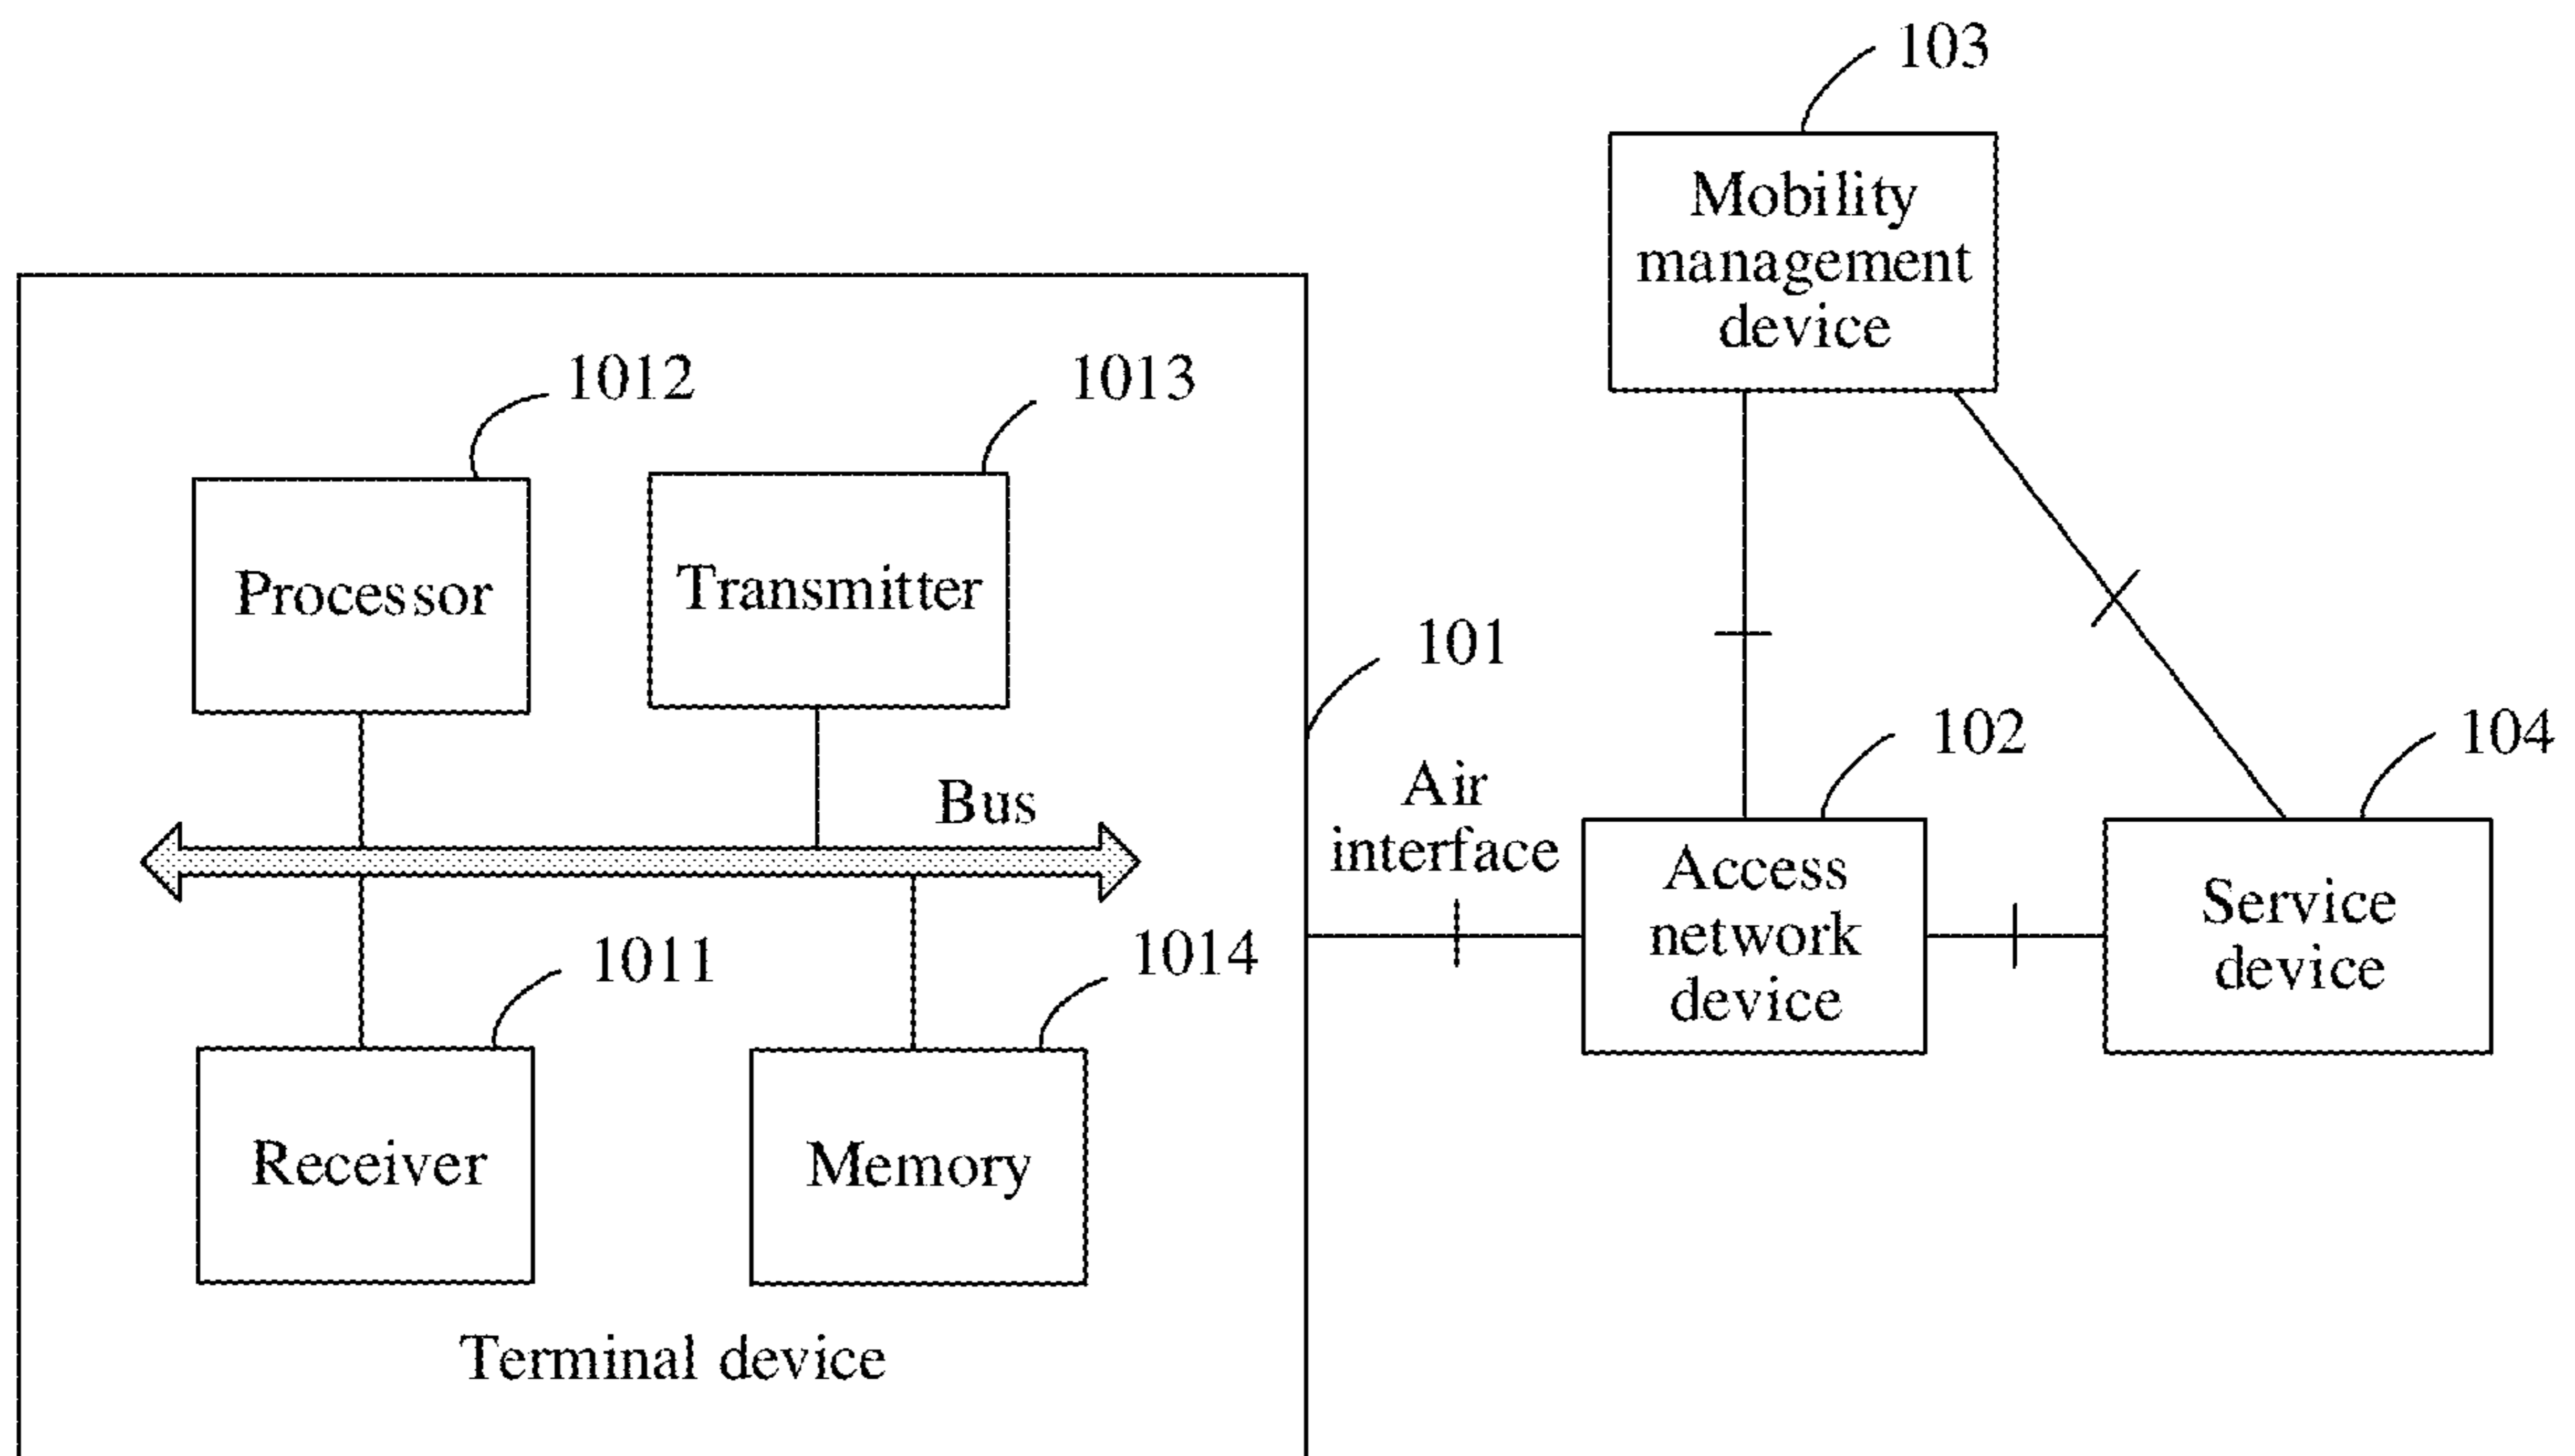 103
Mobility
management
device
1012
1013
Processor
Transmitter
101
102
104
Bus
Air
interface
Access
network
device
Service
device
1011
1014
Receiver
Memory
Terminal device